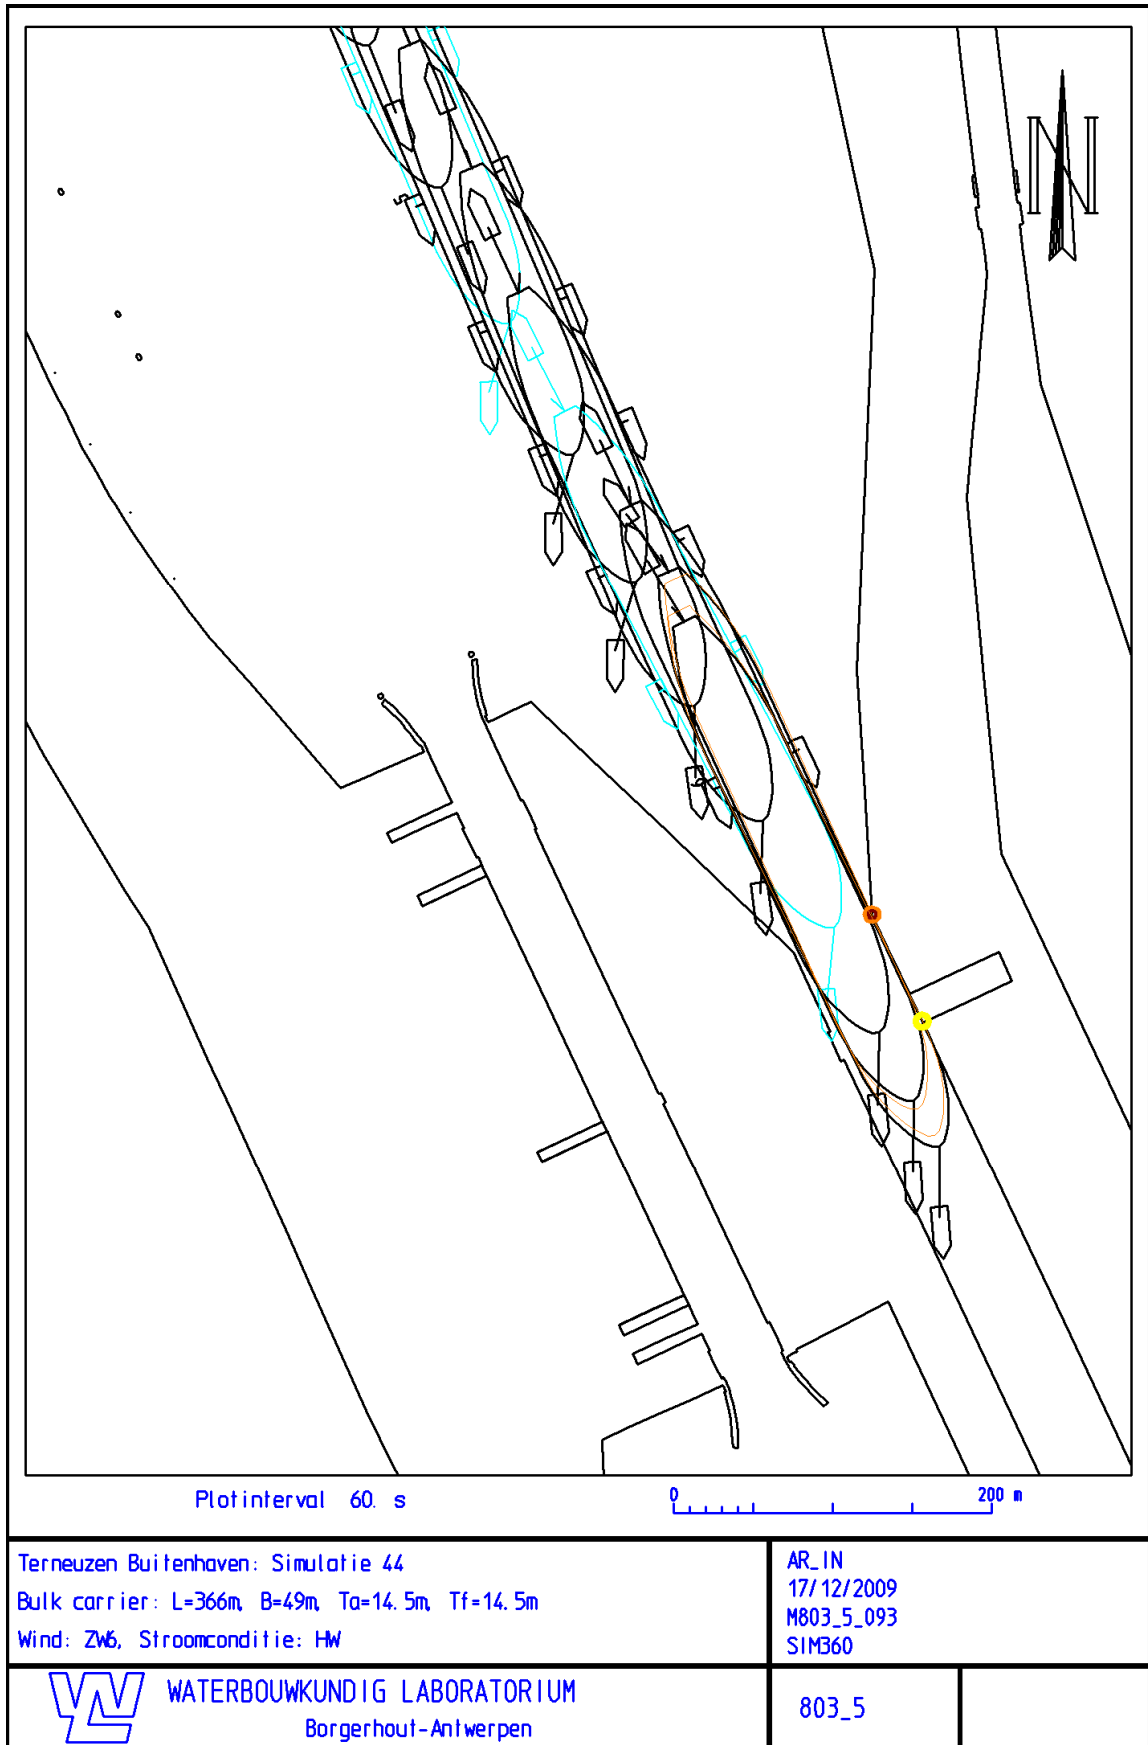 N
Plotinterval 60. s
0 200 m
Terneuzen Buitenhaven: Simulatie 44
Bulk carrier: L=366m, B=49m, Ta=14.5m, Tf=14.5m
Wind: ZW6, Stroomconditie: HW
AR_IN
17/12/2009
M803_5_093
SIM360
WL
WATERBOUWKUNDIG LABORATORIUM
Borgerhout-Antwerpen
803_5